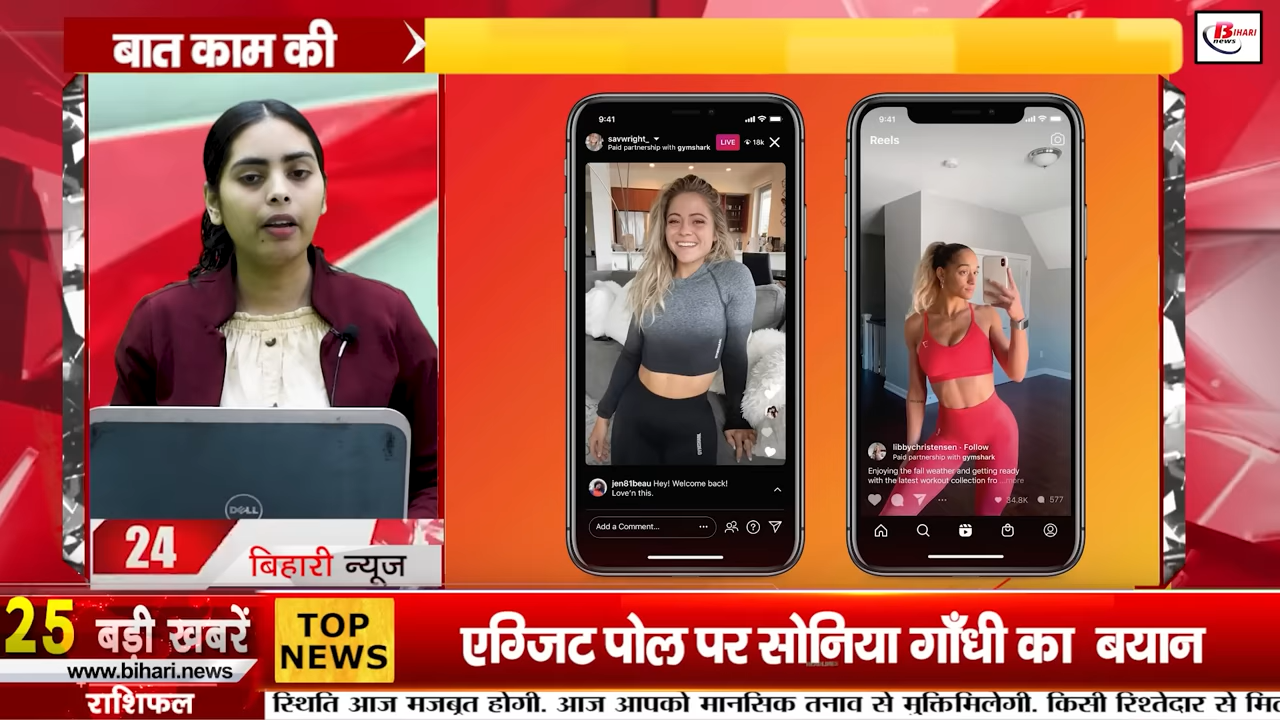 बात काम की
BIHARI
news
9:41
savwright_
Paid partnership with gymshark
LIVE
18k
jen81beau Hey! Welcome back!
Love'n this.
Add a Comment...
9:41
Reels
libbychristensen · Follow
Paid partnership with gymshark
Enjoying the fall weather and getting ready
with the latest workout collection fro ...more
34.8K
577
DELL
24
बिहारी न्यूज
25 बड़ी खबरें
www.bihari.news
TOP
NEWS
एग्जिट पोल पर सोनिया गाँधी का बयान
राशिफल
स्थिति आज मजबूत होगी. आज आपको मानसिक तनाव से मुक्तिमिलेगी. किसी रिश्तेदार से